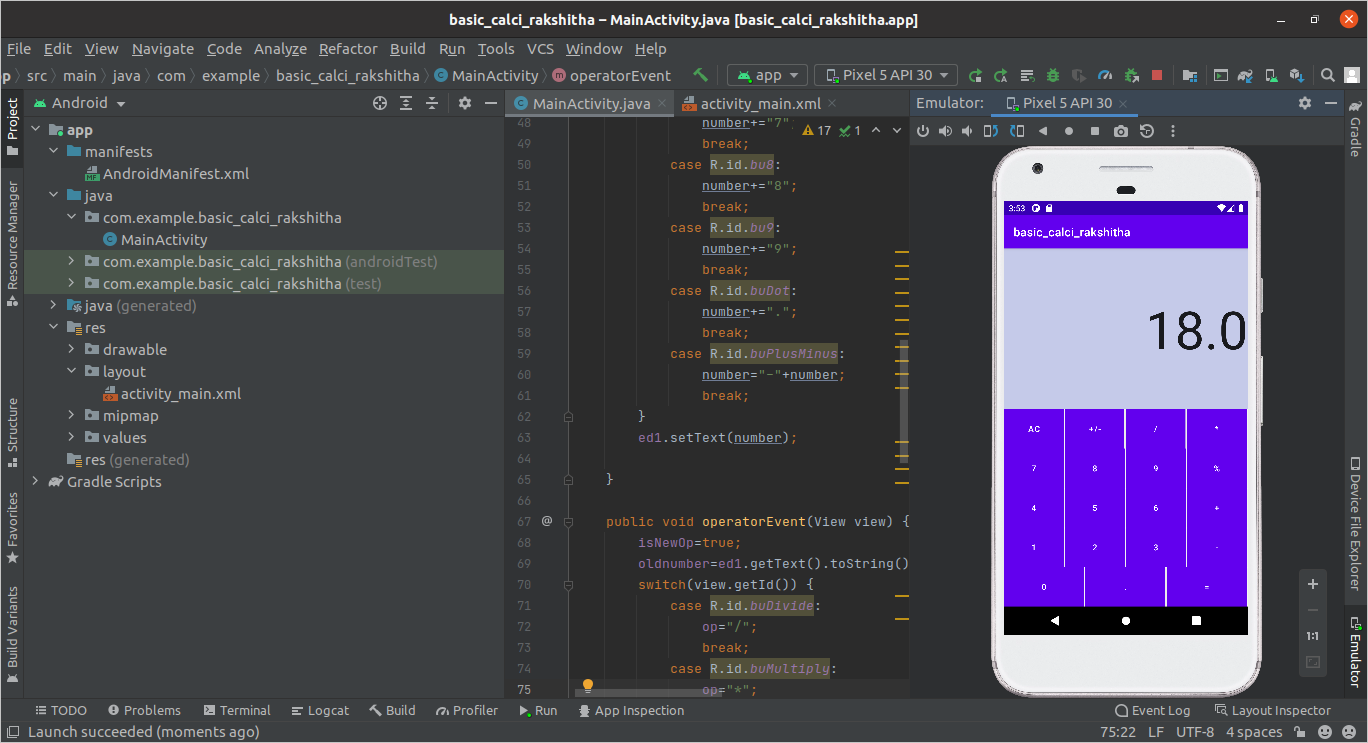 basic_calci_rakshitha – MainActivity.java [basic_calci_rakshitha.app]
File Edit View Navigate Code Analyze Refactor Build Run Tools VCS Window Help
p src main java com example basic_calci_rakshitha MainActivity operatorEvent app Pixel 5 API 30
Project
Resource Manager
Structure
Favorites
Build Variants
Android
app
manifests
AndroidManifest.xml
java
com.example.basic_calci_rakshitha
MainActivity
com.example.basic_calci_rakshitha (androidTest)
com.example.basic_calci_rakshitha (test)
java (generated)
res
drawable
layout
activity_main.xml
mipmap
values
res (generated)
Gradle Scripts
MainActivity.java activity_main.xml
17 1
48 number+="7";
49 break;
50 case R.id.bu8:
51 number+="8";
52 break;
53 case R.id.bu9:
54 number+="9";
55 break;
56 case R.id.buDot:
57 number+=".";
58 break;
59 case R.id.buPlusMinus:
60 number="-"+number;
61 break;
62 }
63 ed1.setText(number);
64
65 }
66
67 @ public void operatorEvent(View view) {
68 isNewOp=true;
69 oldnumber=ed1.getText().toString()
70 switch(view.getId()) {
71 case R.id.buDivide:
72 op="/";
73 break;
74 case R.id.buMultiply:
75 op="*";
Emulator: Pixel 5 API 30
3:53
basic_calci_rakshitha
18.0
AC +/- / *
7 8 9 %
4 5 6 +
1 2 3 -
0 . =
1:1
Gradle
Device File Explorer
Emulator
TODO Problems Terminal Logcat Build Profiler Run App Inspection Event Log Layout Inspector
Launch succeeded (moments ago) 75:22 LF UTF-8 4 spaces